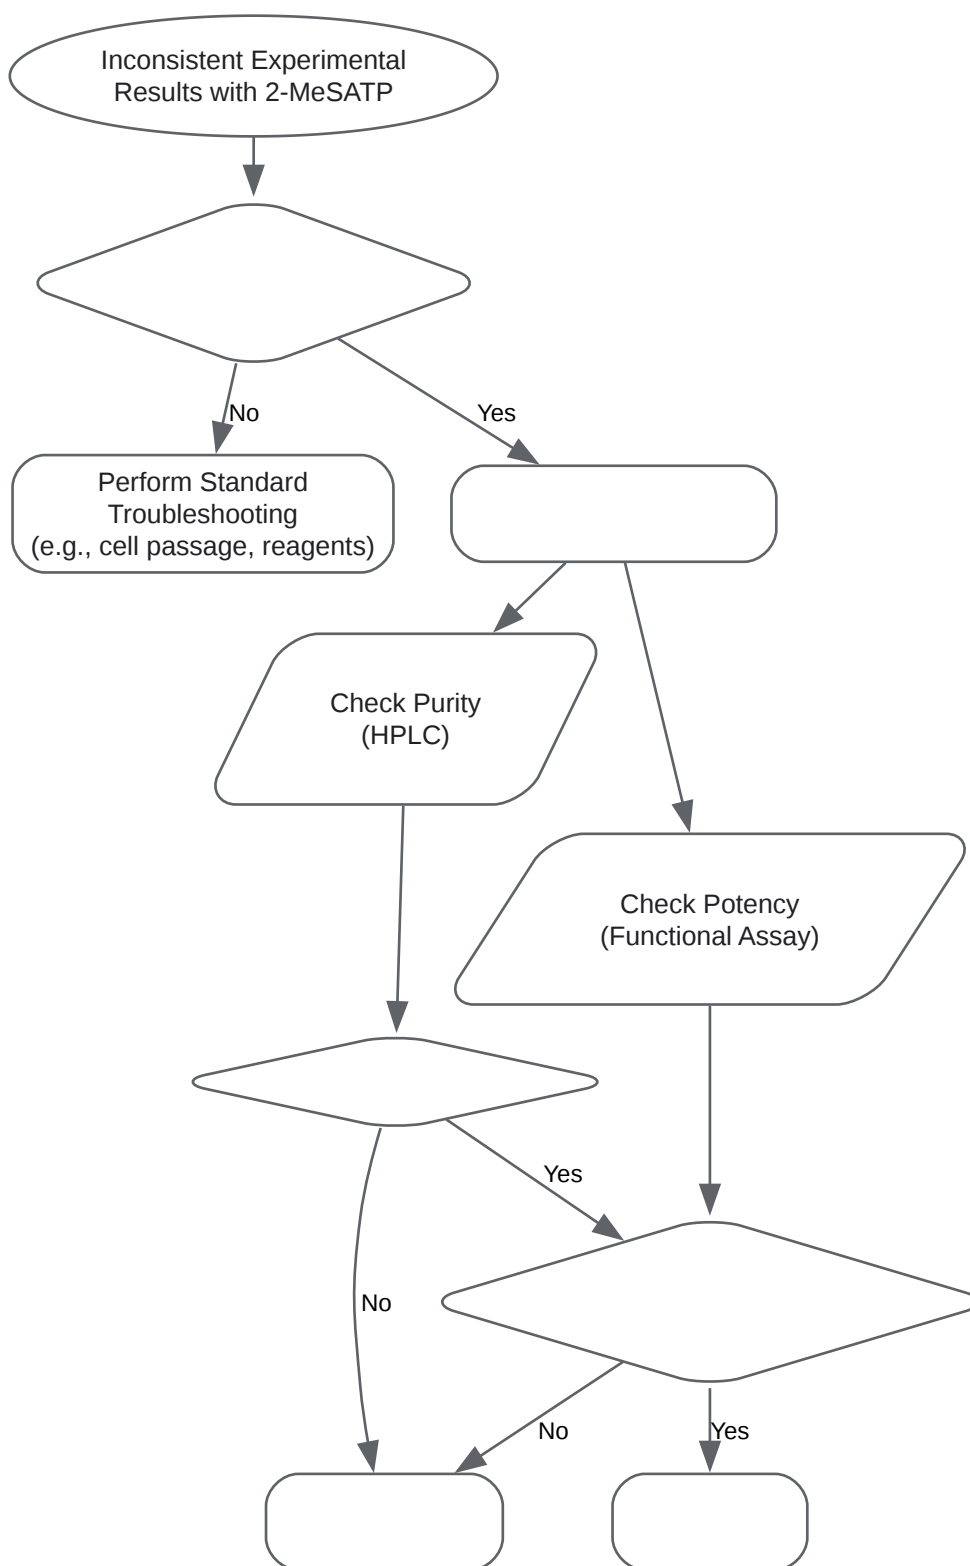 Inconsistent Experimental
Results with 2-MeSATP
No
Yes
Perform Standard
Troubleshooting
(e.g., cell passage, reagents)
Check Purity
(HPLC)
Check Potency
(Functional Assay)
Yes
No
No
Yes